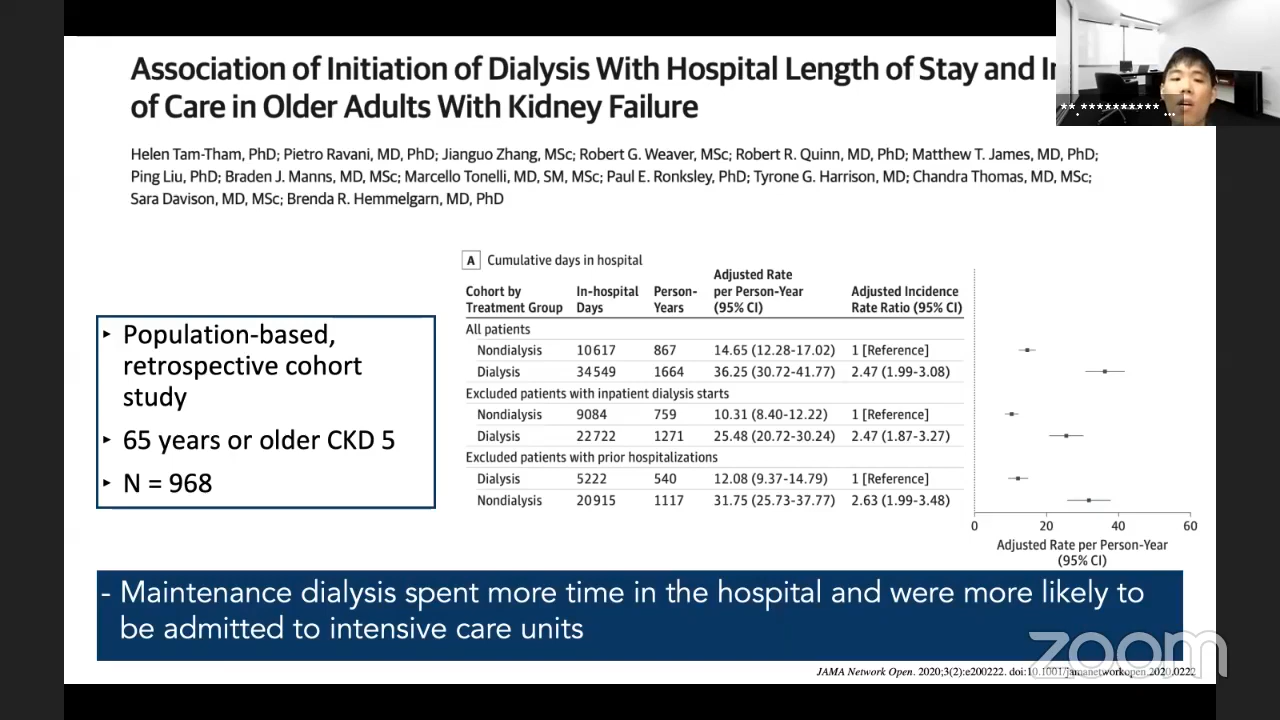 Association of Initiation of Dialysis With Hospital Length of Stay and
of Care in Older Adults With Kidney Failure
**.********** ...
Helen Tam-Tham, PhD; Pietro Ravani, MD, PhD; Jianguo Zhang, MSc; Robert G. Weaver, MSc; Robert R. Quinn, MD, PhD; Matthew T. James, MD, PhD;
Ping Liu, PhD; Braden J. Manns, MD, MSc; Marcello Tonelli, MD, SM, MSc; Paul E. Ronksley, PhD; Tyrone G. Harrison, MD; Chandra Thomas, MD, MSc;
Sara Davison, MD, MSc; Brenda R. Hemmelgarn, MD, PhD
‣ Population-based,
retrospective cohort
study
‣ 65 years or older CKD 5
‣ N = 968
A Cumulative days in hospital
Cohort by Treatment Group In-hospital Days Person-Years Adjusted Rate per Person-Year (95% CI) Adjusted Incidence Rate Ratio (95% CI)
All patients
Nondialysis 10617 867 14.65 (12.28-17.02) 1 [Reference]
Dialysis 34549 1664 36.25 (30.72-41.77) 2.47 (1.99-3.08)
Excluded patients with inpatient dialysis starts
Nondialysis 9084 759 10.31 (8.40-12.22) 1 [Reference]
Dialysis 22722 1271 25.48 (20.72-30.24) 2.47 (1.87-3.27)
Excluded patients with prior hospitalizations
Dialysis 5222 540 12.08 (9.37-14.79) 1 [Reference]
Nondialysis 20915 1117 31.75 (25.73-37.77) 2.63 (1.99-3.48)
0 20 40 60
Adjusted Rate per Person-Year
(95% CI)
- Maintenance dialysis spent more time in the hospital and were more likely to
be admitted to intensive care units
zoom
JAMA Network Open. 2020;3(2):e200222. doi:10.1001/jamanetworkopen.2020.0222